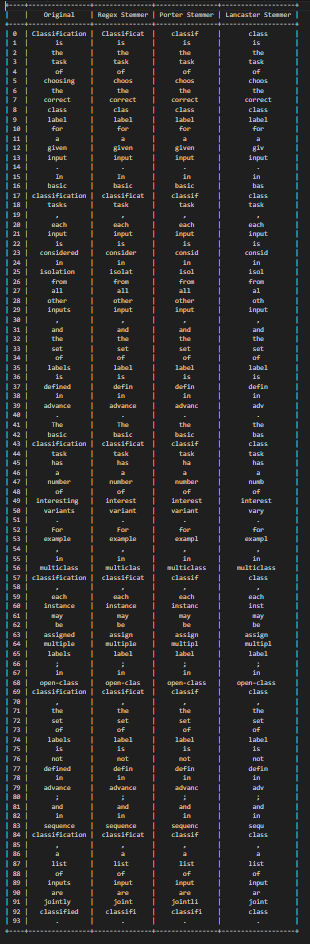 Original | Regex Stemmer | Porter Stemmer | Lancaster Stemmer
0 | Classification | Classificat | classif | class
1 | is | is | is | is
2 | the | the | the | the
3 | task | task | task | task
4 | of | of | of | of
5 | choosing | choos | choos | choos
6 | the | the | the | the
7 | correct | correct | correct | correct
8 | class | clas | class | class
9 | label | label | label | label
10 | for | for | for | for
11 | a | a | a | a
12 | given | given | given | giv
13 | input | input | input | input
14 | . | . | . | .
15 | In | In | in | in
16 | basic | basic | basic | bas
17 | classification | classificat | classif | class
18 | tasks | task | task | task
19 | , | , | , | ,
20 | each | each | each | each
21 | input | input | input | input
22 | is | is | is | is
23 | considered | consider | consid | consid
24 | in | in | in | in
25 | isolation | isolat | isol | isol
26 | from | from | from | from
27 | all | all | all | al
28 | other | other | other | oth
29 | inputs | input | input | input
30 | , | , | , | ,
31 | and | and | and | and
32 | the | the | the | the
33 | set | set | set | set
34 | of | of | of | of
35 | labels | label | label | label
36 | is | is | is | is
37 | defined | defin | defin | defin
38 | in | in | in | in
39 | advance | advance | advanc | adv
40 | . | . | . | .
41 | The | The | the | the
42 | basic | basic | basic | bas
43 | classification | classificat | classif | class
44 | task | task | task | task
45 | has | has | ha | has
46 | a | a | a | a
47 | number | number | number | numb
48 | of | of | of | of
49 | interesting | interest | interest | interest
50 | variants | variant | variant | vary
51 | . | . | . | .
52 | For | For | for | for
53 | example | example | exampl | exampl
54 | , | , | , | ,
55 | in | in | in | in
56 | multiclass | multiclas | multiclass | multiclass
57 | classification | classificat | classif | class
58 | , | , | , | ,
59 | each | each | each | each
60 | instance | instance | instanc | inst
61 | may | may | may | may
62 | be | be | be | be
63 | assigned | assign | assign | assign
64 | multiple | multiple | multipl | multipl
65 | labels | label | label | label
66 | ; | ; | ; | ;
67 | in | in | in | in
68 | open-class | open-clas | open-class | open-class
69 | classification | classificat | classif | class
70 | , | , | , | ,
71 | the | the | the | the
72 | set | set | set | set
73 | of | of | of | of
74 | labels | label | label | label
75 | is | is | is | is
76 | not | not | not | not
77 | defined | defin | defin | defin
78 | in | in | in | in
79 | advance | advance | advanc | adv
80 | ; | ; | ; | ;
81 | and | and | and | and
82 | in | in | in | in
83 | sequence | sequence | sequenc | sequ
84 | classification | classificat | classif | class
85 | , | , | , | ,
86 | a | a | a | a
87 | list | list | list | list
88 | of | of | of | of
89 | inputs | input | input | input
90 | are | are | are | ar
91 | jointly | joint | jointli | joint
92 | classified | classifi | classifi | class
93 | . | . | . | .